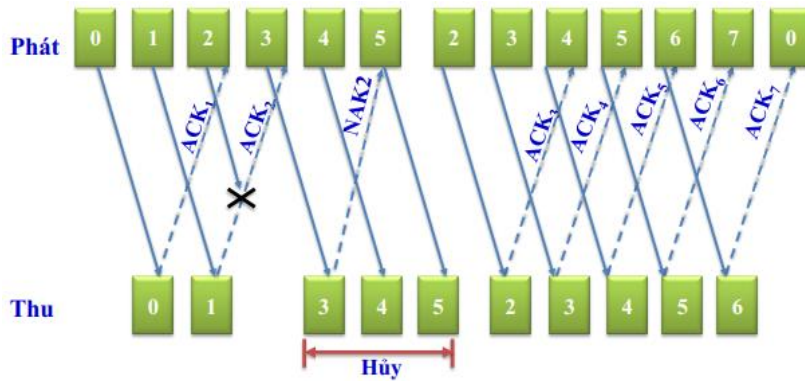 Phát 0 1 2 3 4 5 2 3 4 5 6 7 0
ACK₁ ACK₂ NAK2 ACK₃ ACK₄ ACK₅ ACK₆ ACK₇
Thu 0 1 3 4 5 2 3 4 5 6
Hủy